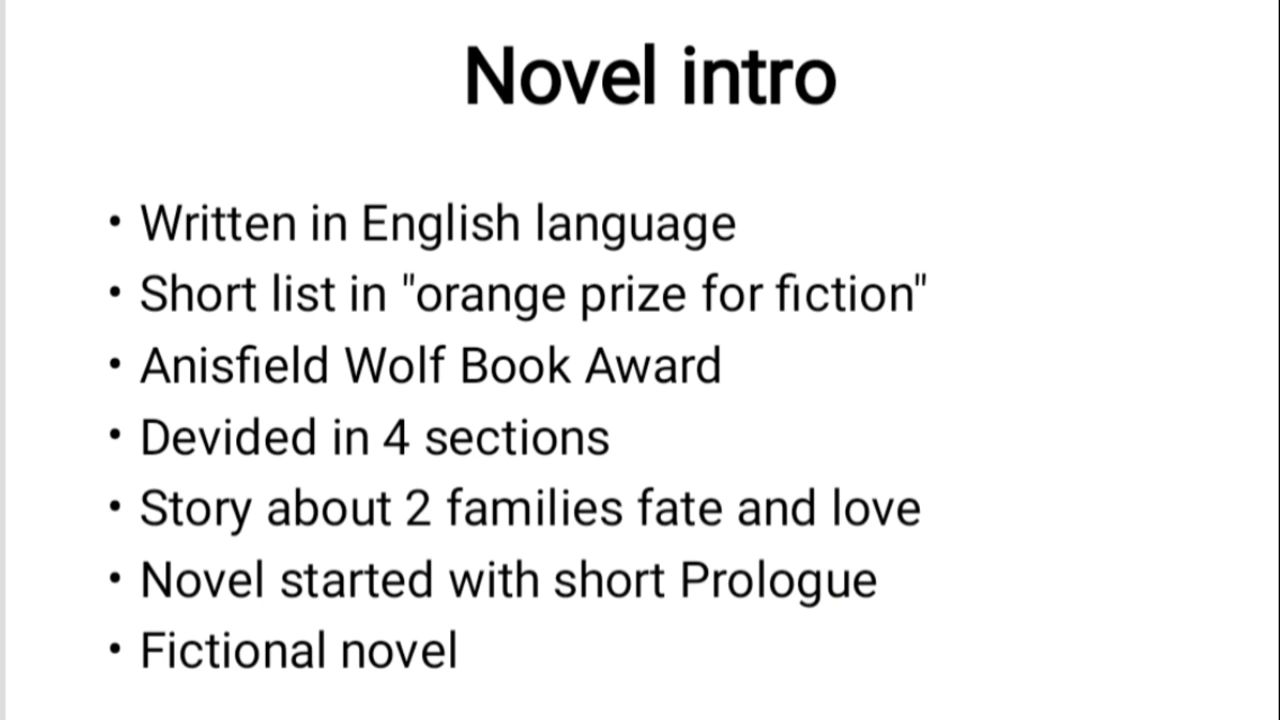 Novel intro
• Written in English language
• Short list in "orange prize for fiction"
• Anisfield Wolf Book Award
• Devided in 4 sections
• Story about 2 families fate and love
• Novel started with short Prologue
• Fictional novel